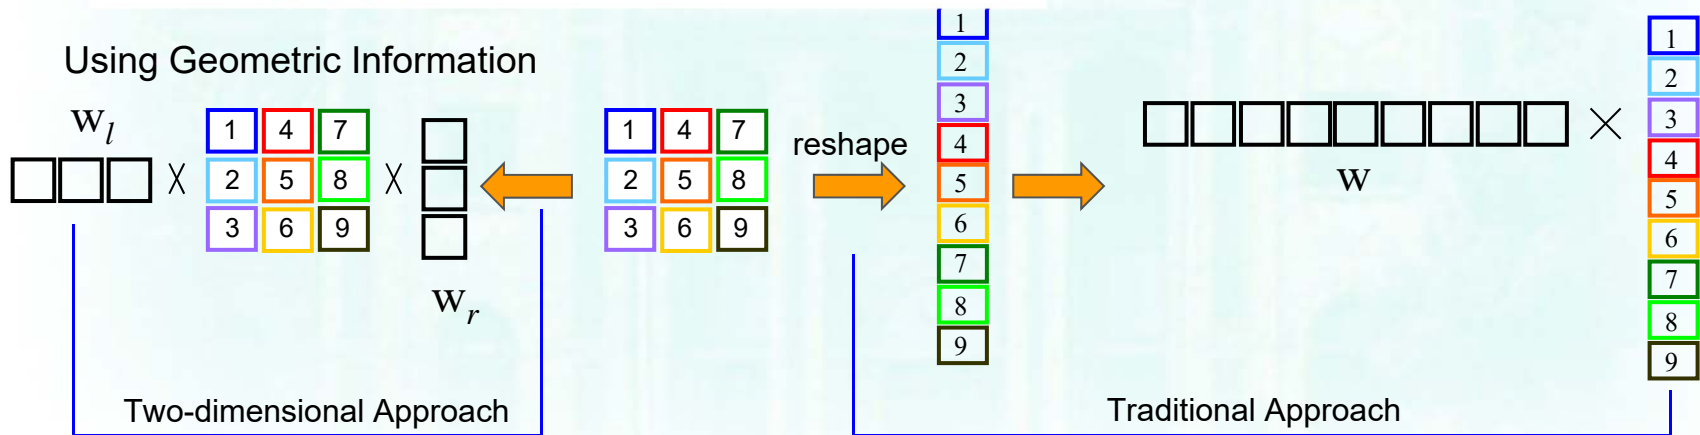 Using Geometric Information
w_l
1 4 7
2 5 8
3 6 9
×
×
w_r
Two-dimensional Approach
1 4 7
2 5 8
3 6 9
reshape
1
2
3
4
5
6
7
8
9
w
×
1
2
3
4
5
6
7
8
9
Traditional Approach